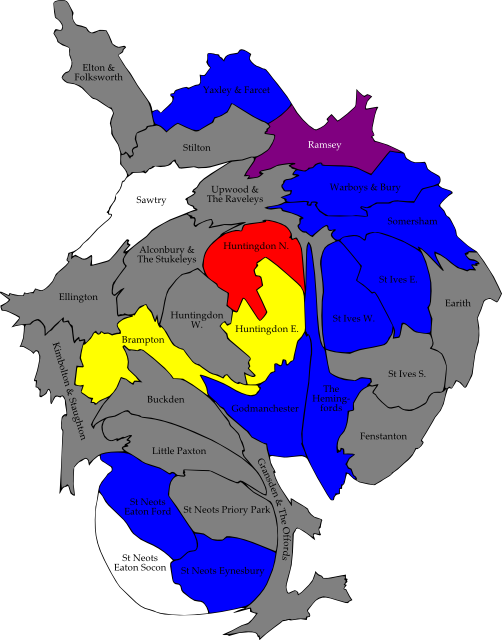 Elton &
Folksworth
Yaxley & Farcet
Stilton
Ramsey
Sawtry
Upwood &
The Raveleys
Warboys & Bury
Somersham
Huntingdon N.
Alconbury &
The Stukeleys
St Ives E.
Ellington
Earith
Huntingdon
W.
St Ives W.
Huntingdon E.
Brampton
Kimbolton & Staughton
St Ives S.
Buckden
Godmanchester
The
Heming-
fords
Fenstanton
Little Paxton
Gransden & The Offords
St Neots
Eaton Ford
St Neots Priory Park
St Neots
Eaton Socon
St Neots Eynesbury